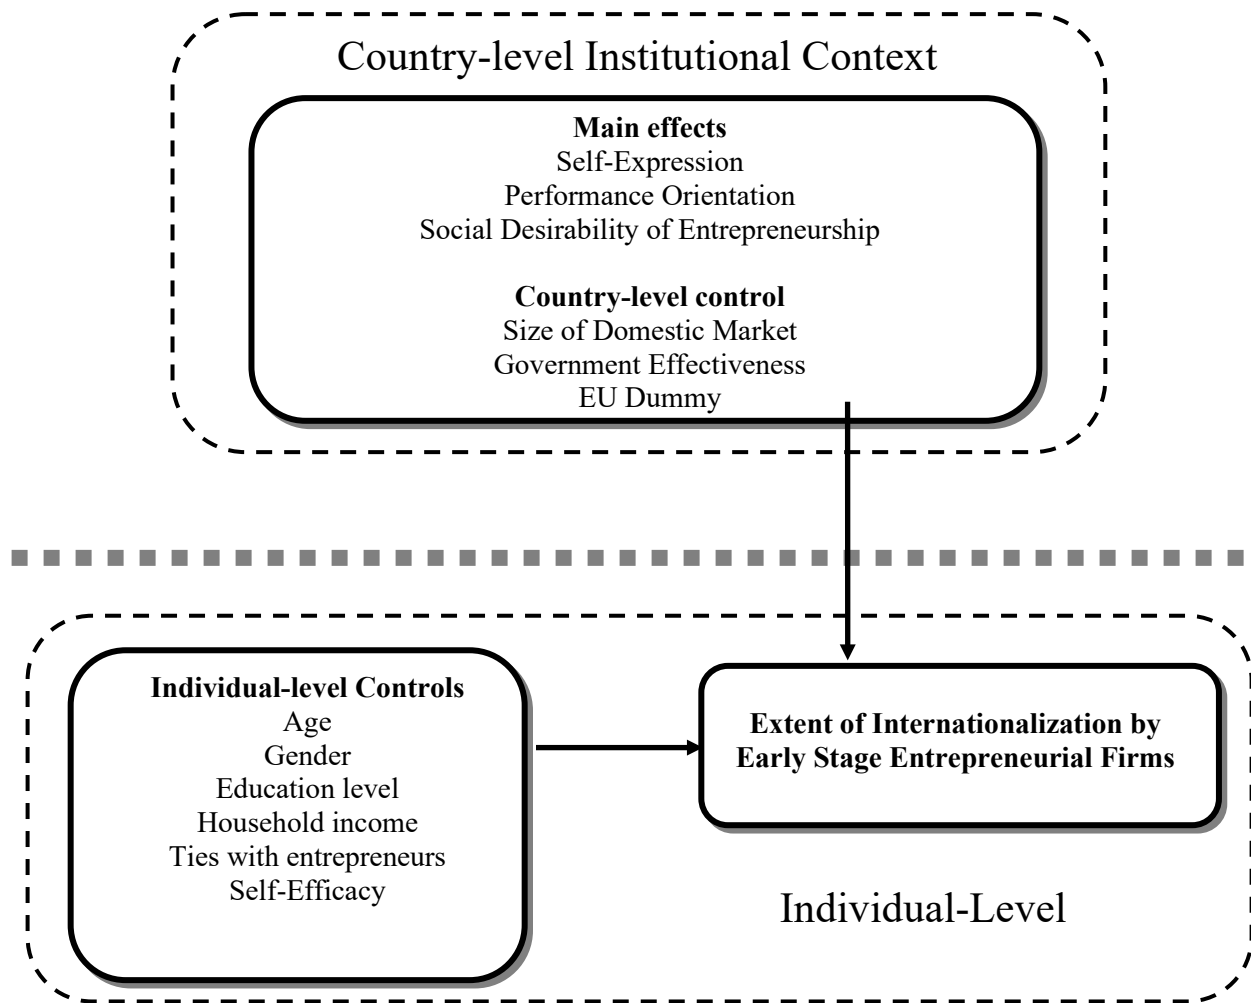 Country-level Institutional Context
Main effects
Self-Expression
Performance Orientation
Social Desirability of Entrepreneurship
Country-level control
Size of Domestic Market
Government Effectiveness
EU Dummy
Individual-level Controls
Age
Gender
Education level
Household income
Ties with entrepreneurs
Self-Efficacy
Extent of Internationalization by
Early Stage Entrepreneurial Firms
Individual-Level